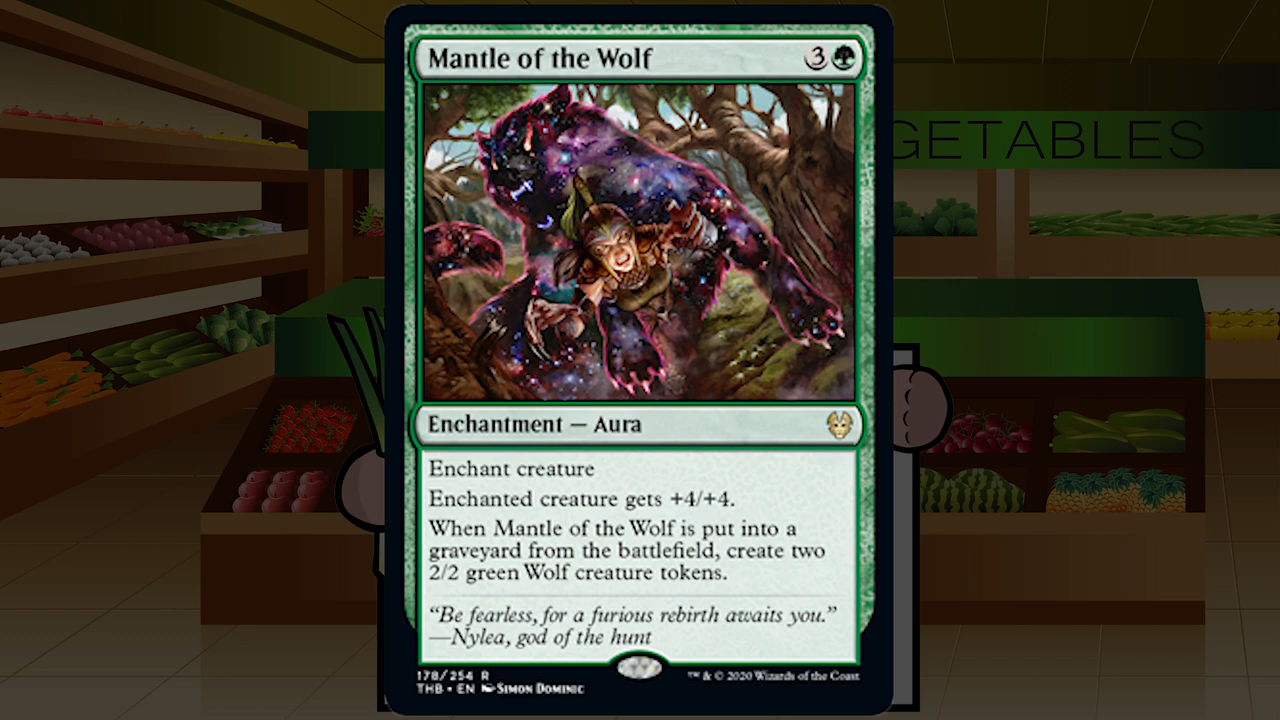 Mantle of the Wolf 3
GETABLES
Enchantment — Aura
Enchant creature
Enchanted creature gets +4/+4.
When Mantle of the Wolf is put into a
graveyard from the battlefield, create two
2/2 green Wolf creature tokens.
“Be fearless, for a furious rebirth awaits you.”
—Nylea, god of the hunt
178/254 R
THB • EN Simon Dominic
™ & © 2020 Wizards of the Coast